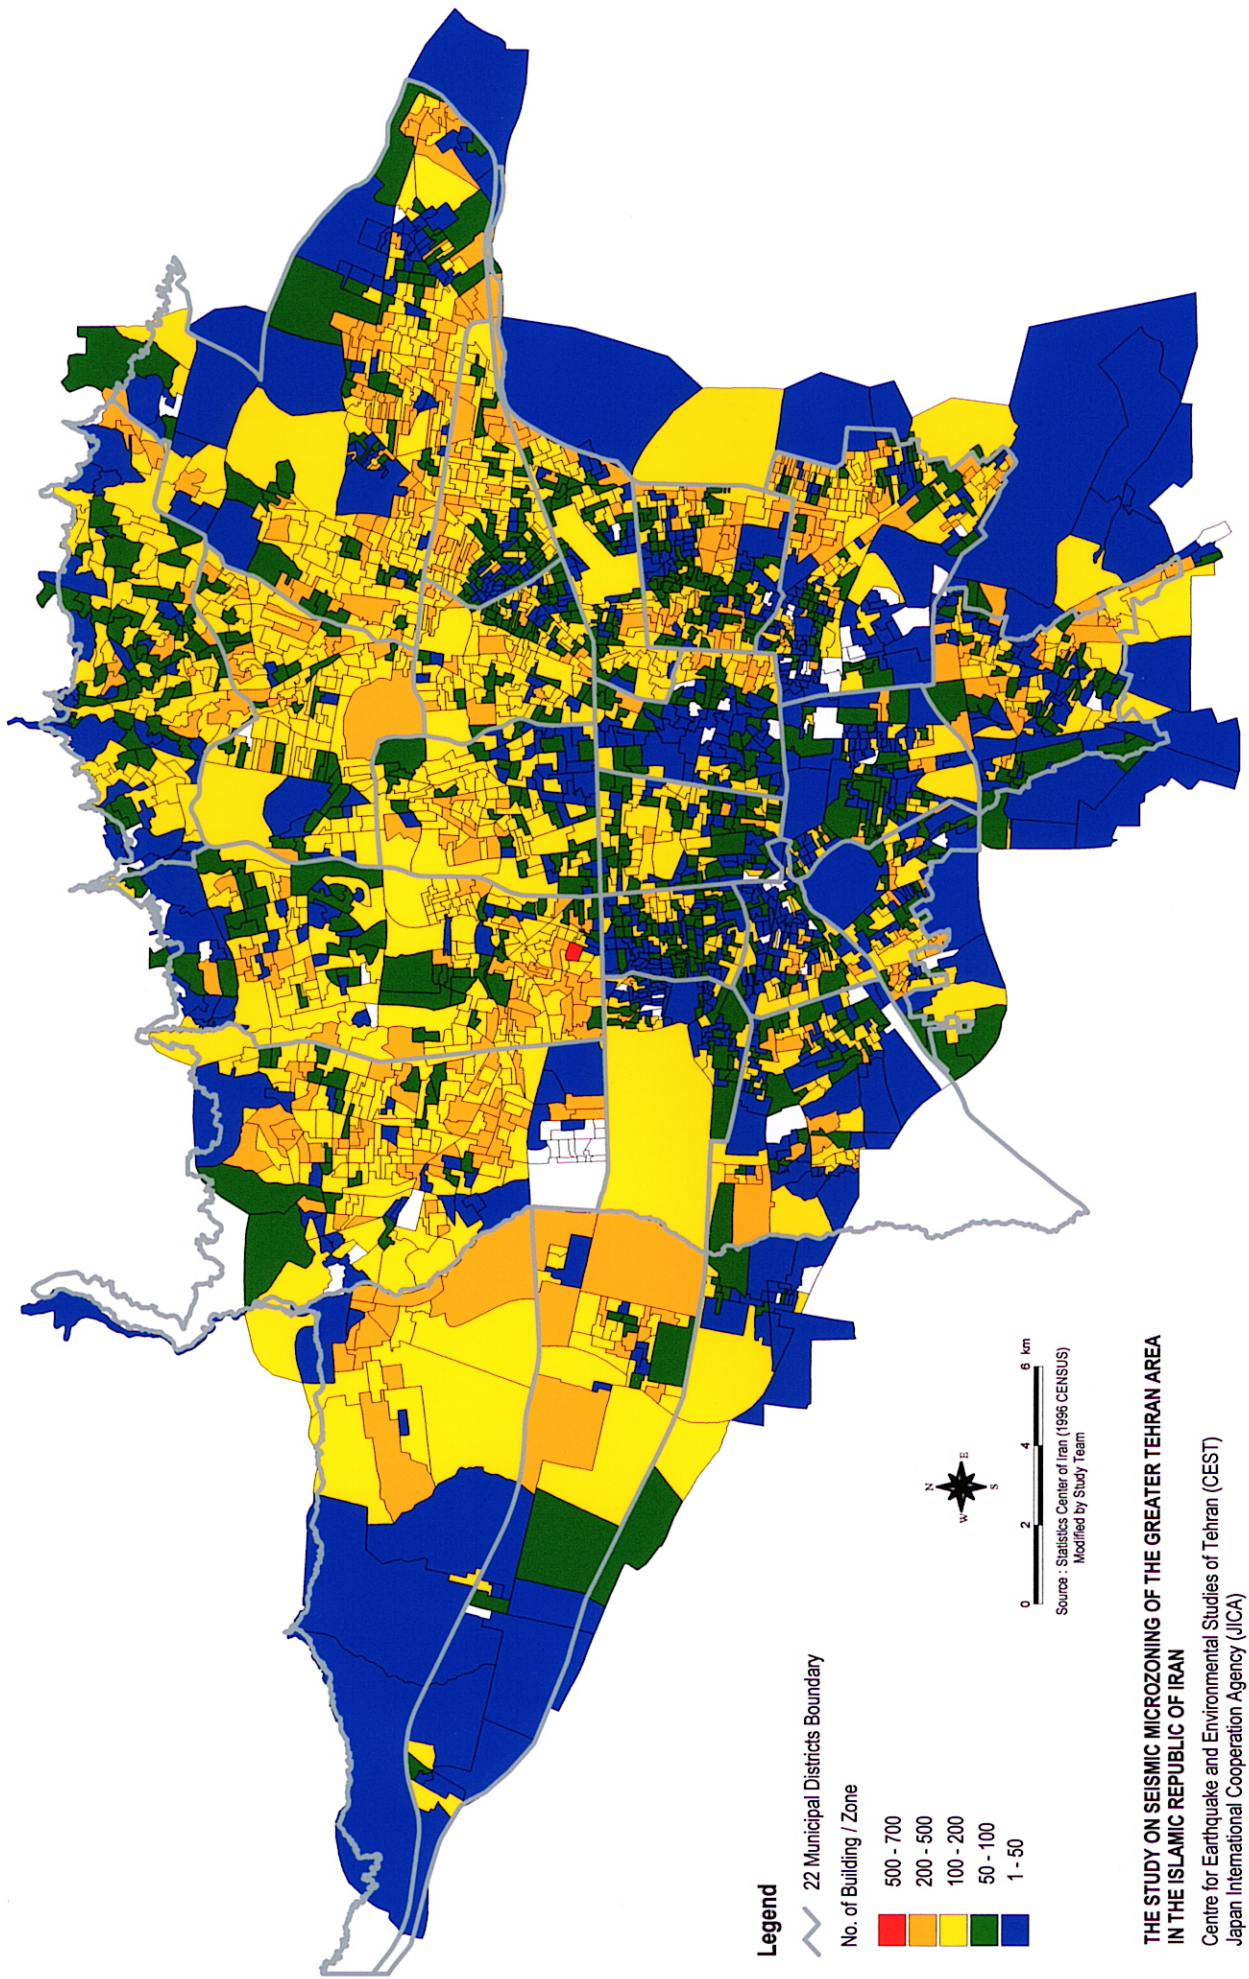 Legend
22 Municipal Districts Boundary
No. of Building / Zone
500 - 700
200 - 500
100 - 200
50 - 100
1 - 50
N
W
E
S
0 2 4 6 km
Source : Statistics Center of Iran (1996 CENSUS)
Modified by Study Team
THE STUDY ON SEISMIC MICROZONING OF THE GREATER TEHRAN AREA
IN THE ISLAMIC REPUBLIC OF IRAN
Centre for Earthquake and Environmental Studies of Tehran (CEST)
Japan International Cooperation Agency (JICA)